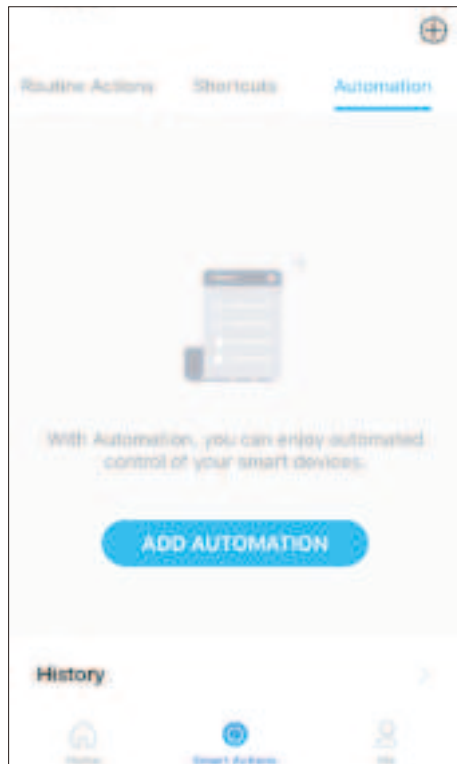 Routine Actions Shortcuts Automation
With Automation, you can enjoy automated
control of your smart devices.
ADD AUTOMATION
History
Home Smart Actions Me